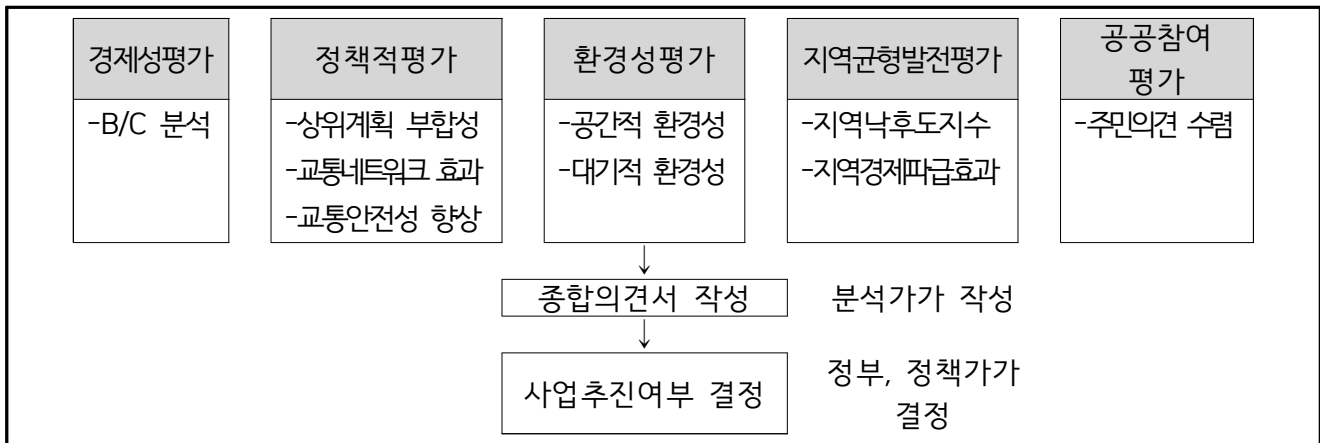 경제성평가
-B/C 분석
정책적평가
-상위계획 부합성
-교통네트워크 효과
-교통안전성 향상
환경성평가
-공간적 환경성
-대기적 환경성
지역균형발전평가
-지역낙후도지수
-지역경제파급효과
공공참여
평가
-주민의견 수렴
↓
종합의견서 작성
분석가가 작성
↓
사업추진여부 결정
정부, 정책가가
결정